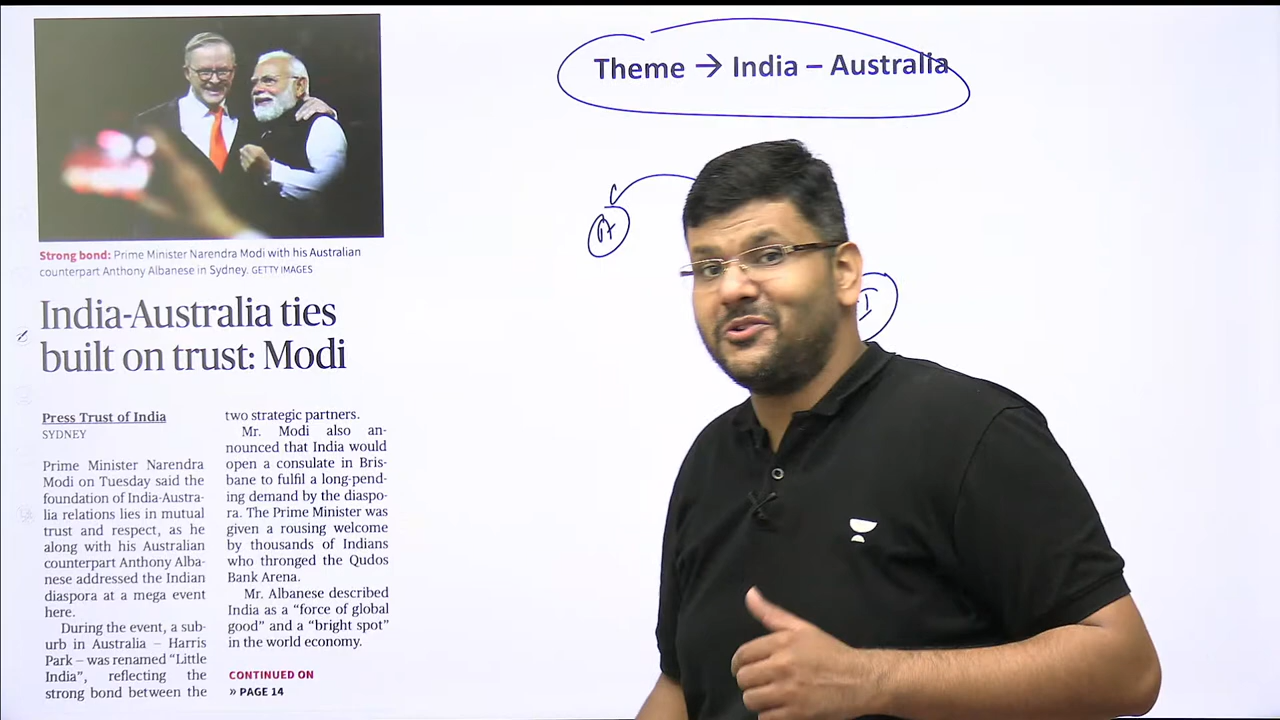 Theme → India – Australia
A
I
Strong bond: Prime Minister Narendra Modi with his Australian
counterpart Anthony Albanese in Sydney. GETTY IMAGES
India-Australia ties
built on trust: Modi
Press Trust of India
SYDNEY
Prime Minister Narendra
Modi on Tuesday said the
foundation of India-Austra-
lia relations lies in mutual
trust and respect, as he
along with his Australian
counterpart Anthony Alba-
nese addressed the Indian
diaspora at a mega event
here.
During the event, a sub-
urb in Australia – Harris
Park – was renamed “Little
India”, reflecting the
strong bond between the
two strategic partners.
Mr. Modi also an-
nounced that India would
open a consulate in Bris-
bane to fulfil a long-pend-
ing demand by the diaspo-
ra. The Prime Minister was
given a rousing welcome
by thousands of Indians
who thronged the Qudos
Bank Arena.
Mr. Albanese described
India as a “force of global
good” and a “bright spot”
in the world economy.
CONTINUED ON
» PAGE 14